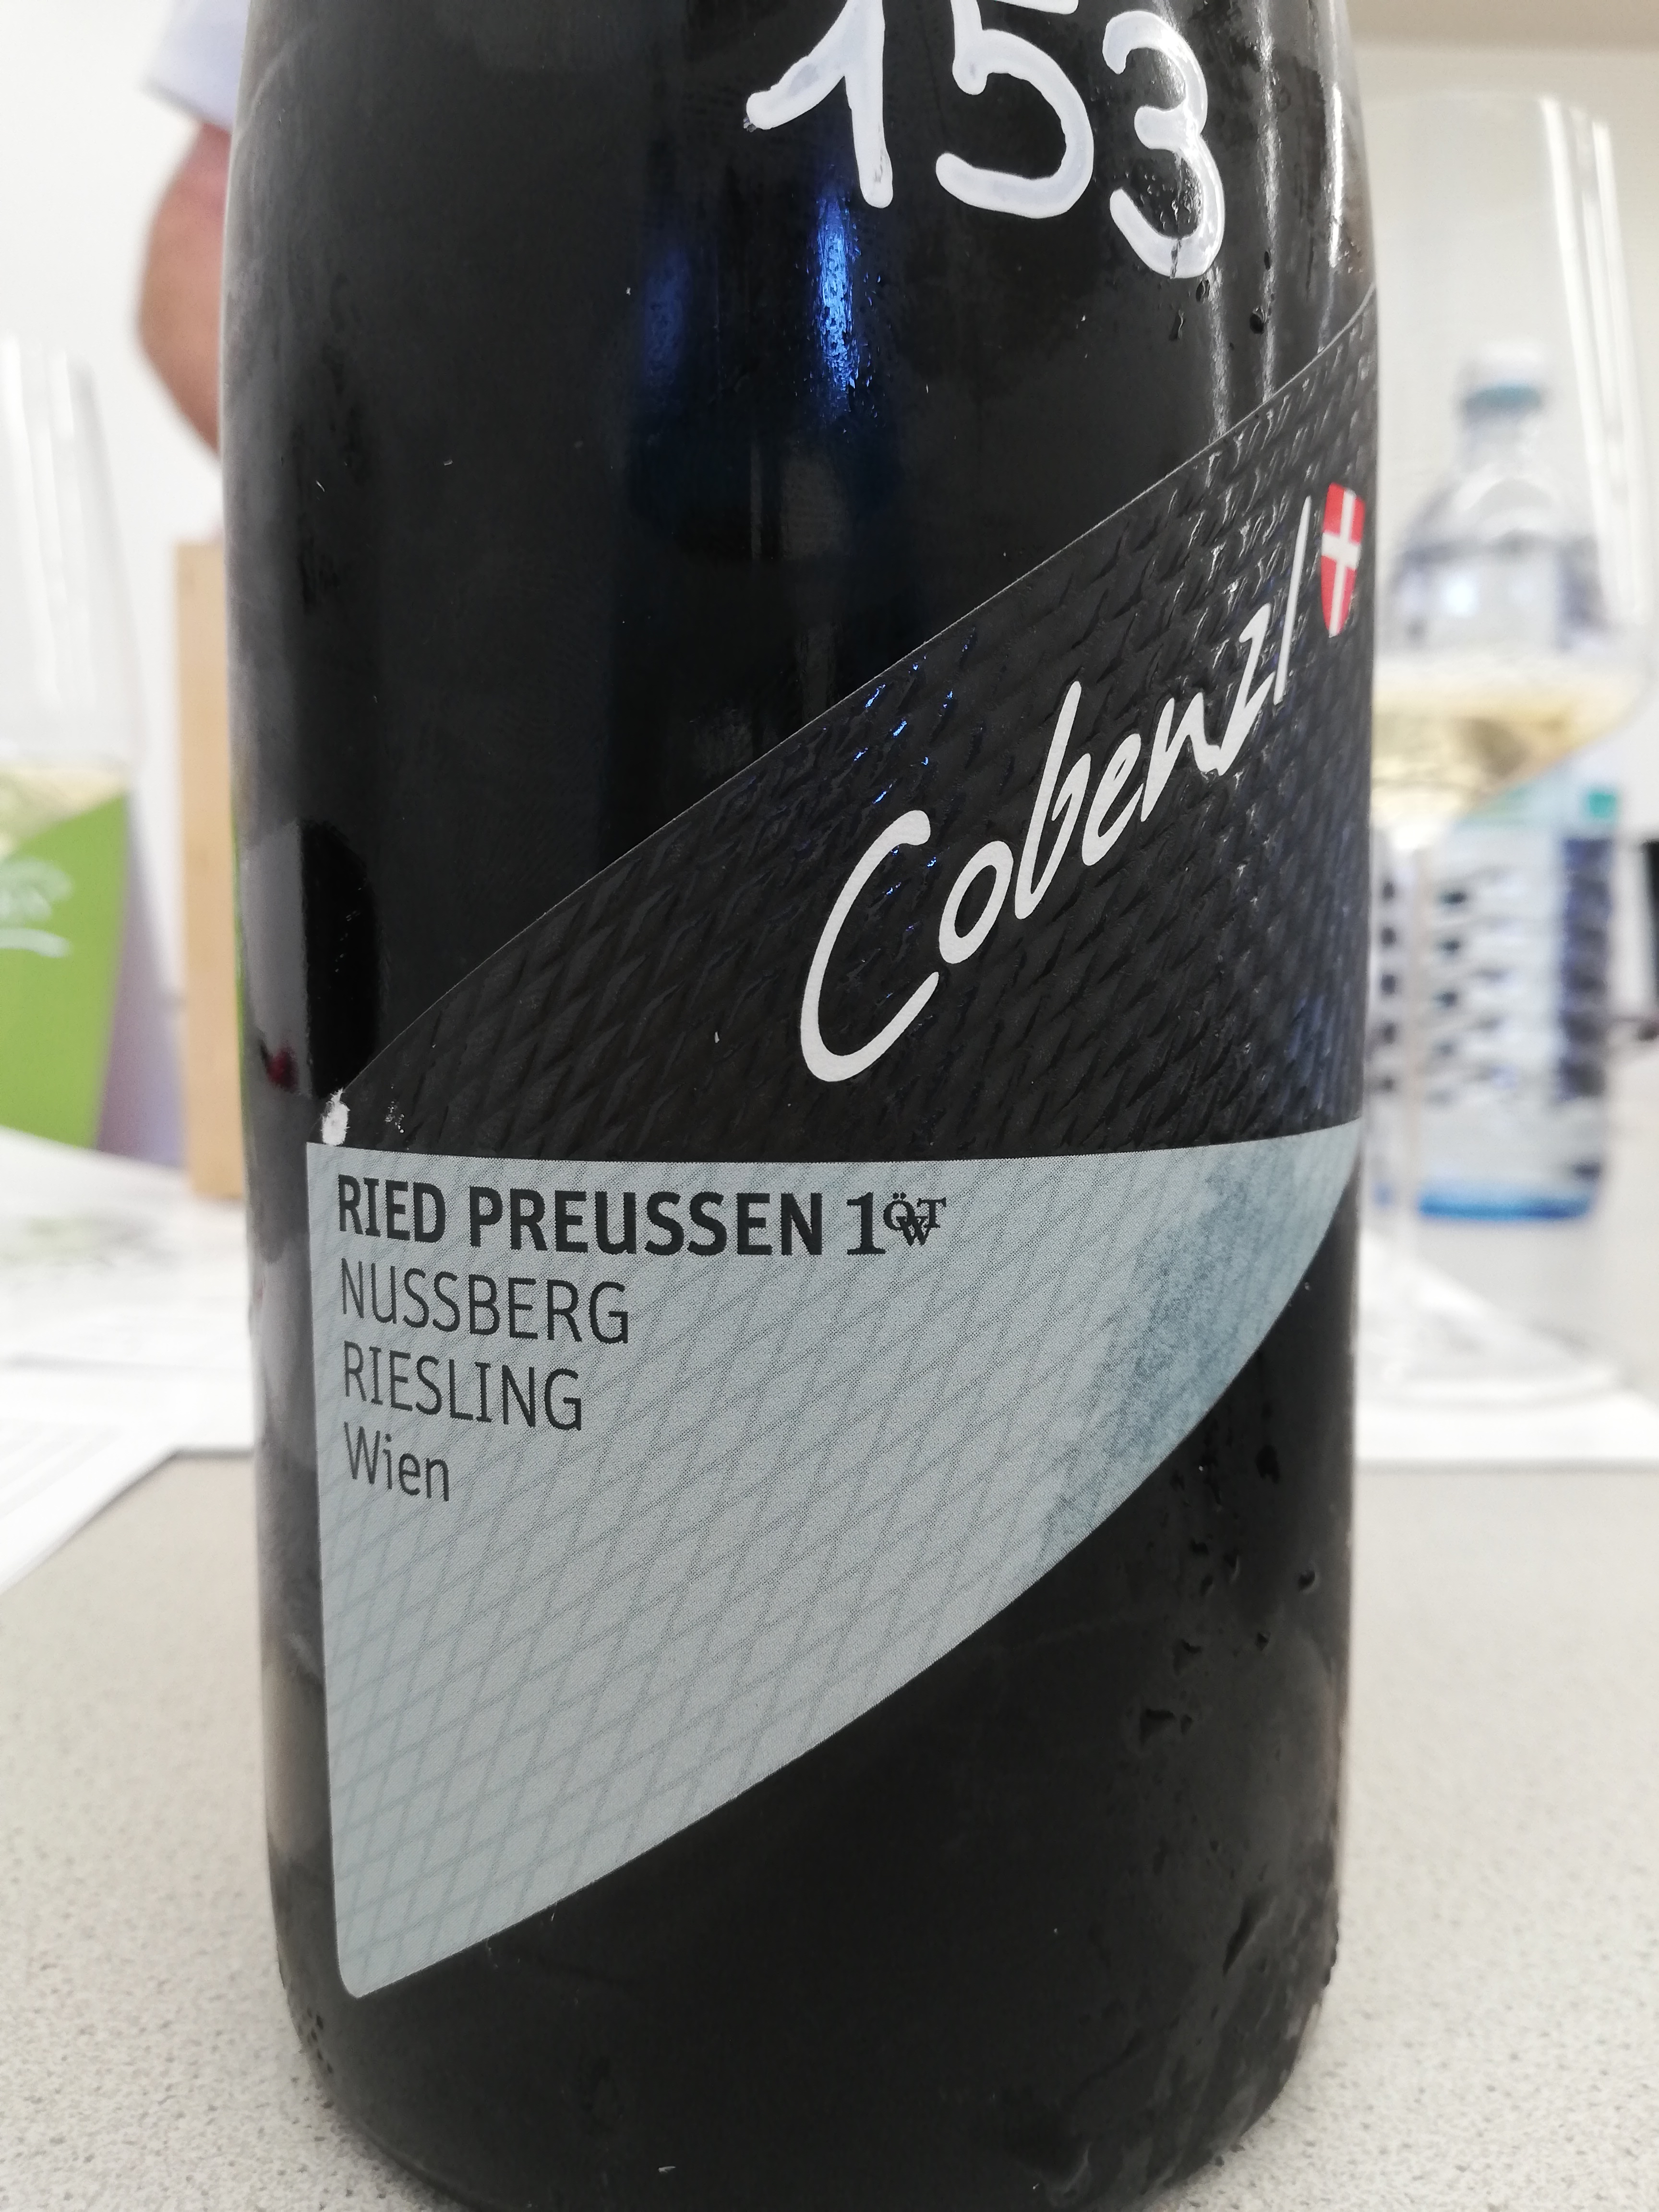 153
Cobenzl
RIED PREUSSEN 1ÖTW
NUSSBERG
RIESLING
Wien